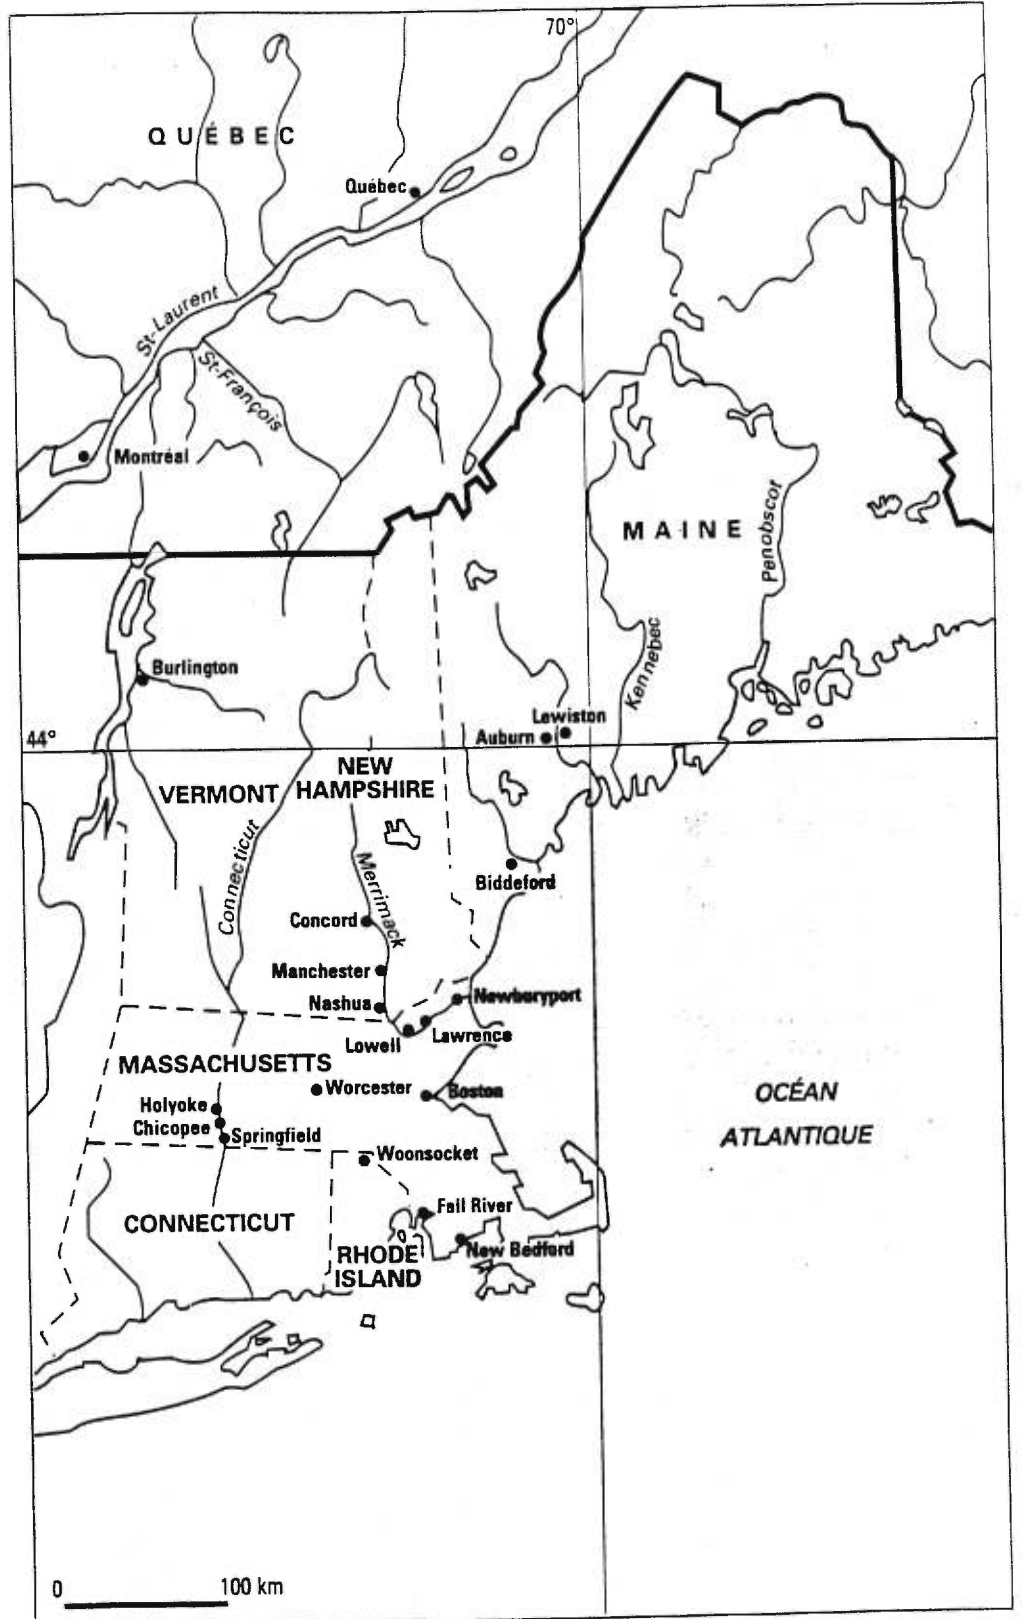 70°
QUÉBEC
Québec
St-Laurent
St-François
Montréal
MAINE
Penobscot
Kennebec
Burlington
Lewiston
Auburn
44°
NEW
HAMPSHIRE
VERMONT
Connecticut
Merrimack
Biddeford
Concord
Manchester
Nashua
Newburyport
Lawrence
Lowell
MASSACHUSETTS
Worcester
Boston
OCÉAN
ATLANTIQUE
Holyoke
Chicopee
Springfield
Woonsocket
Fall River
CONNECTICUT
New Bedford
RHODE
ISLAND
0 100 km